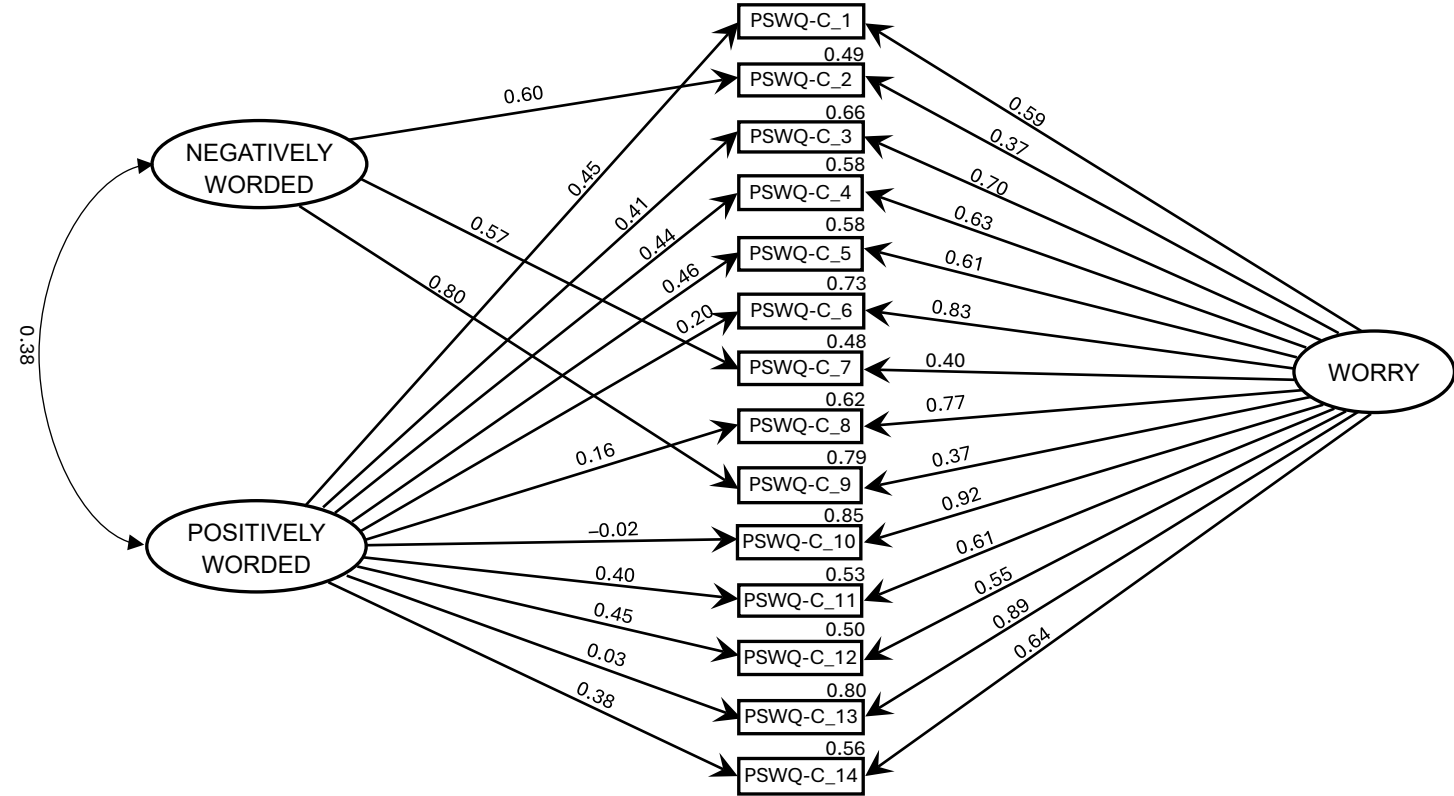 PSWQ-C_1
0.49
PSWQ-C_2
0.66
PSWQ-C_3
0.58
PSWQ-C_4
0.58
PSWQ-C_5
0.73
PSWQ-C_6
0.48
PSWQ-C_7
0.62
PSWQ-C_8
0.79
PSWQ-C_9
0.85
PSWQ-C_10
0.53
PSWQ-C_11
0.50
PSWQ-C_12
0.80
PSWQ-C_13
0.56
PSWQ-C_14
NEGATIVELY
WORDED
0.60
0.57
0.80
0.38
POSITIVELY
WORDED
0.45
0.41
0.44
0.46
0.20
0.16
–0.02
0.40
0.45
0.03
0.38
WORRY
0.59
0.37
0.70
0.63
0.61
0.83
0.40
0.77
0.37
0.92
0.61
0.55
0.89
0.64